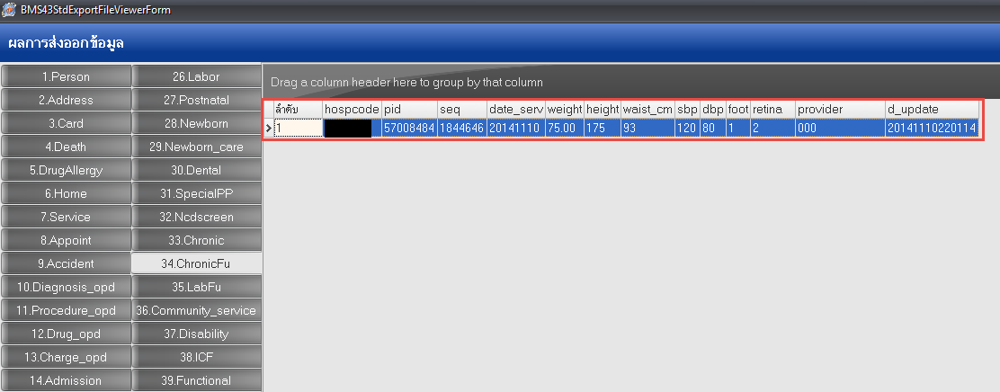 BMS43StdExportFileViewerForm
ผลการส่งออกข้อมูล
1.Person 26.Labor
2.Address 27.Postnatal
3.Card 28.Newborn
4.Death 29.Newborn_care
5.DrugAllergy 30.Dental
6.Home 31.SpecialPP
7.Service 32.Ncdscreen
8.Appoint 33.Chronic
9.Accident 34.ChronicFu
10.Diagnosis_opd 35.LabFu
11.Procedure_opd 36.Community_service
12.Drug_opd 37.Disability
13.Charge_opd 38.ICF
14.Admission 39.Functional
Drag a column header here to group by that column
ลำดับ hospcode pid seq date_serv weight height waist_cm sbp dbp foot retina provider d_update
1 57008484 1844646 20141110 75.00 175 93 120 80 1 2 000 20141110220114